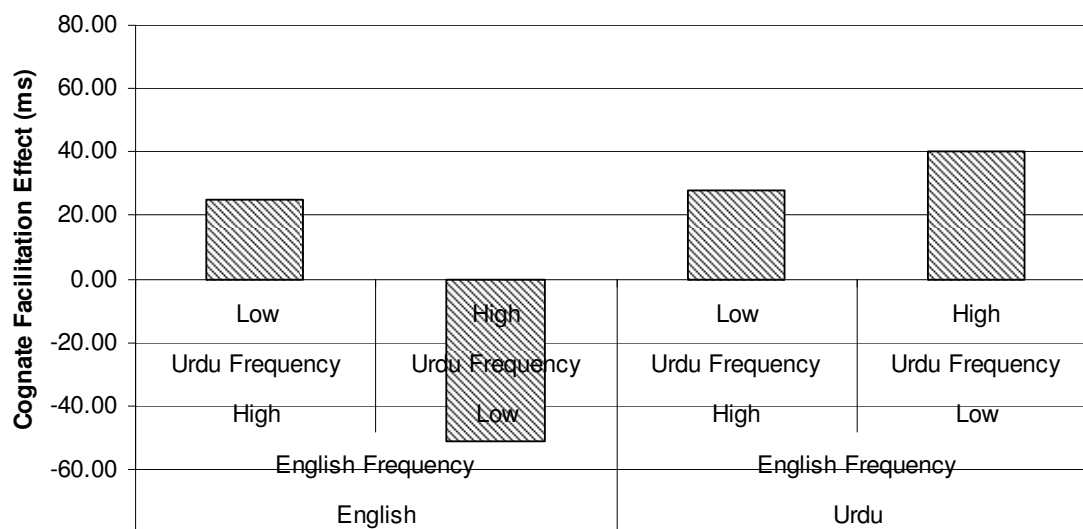 Cognate Facilitation Effect (ms)
80.00
60.00
40.00
20.00
0.00
-20.00
-40.00
-60.00
Low High Low High
Urdu Frequency Urdu Frequency Urdu Frequency Urdu Frequency
High Low High Low
English Frequency English Frequency
English Urdu